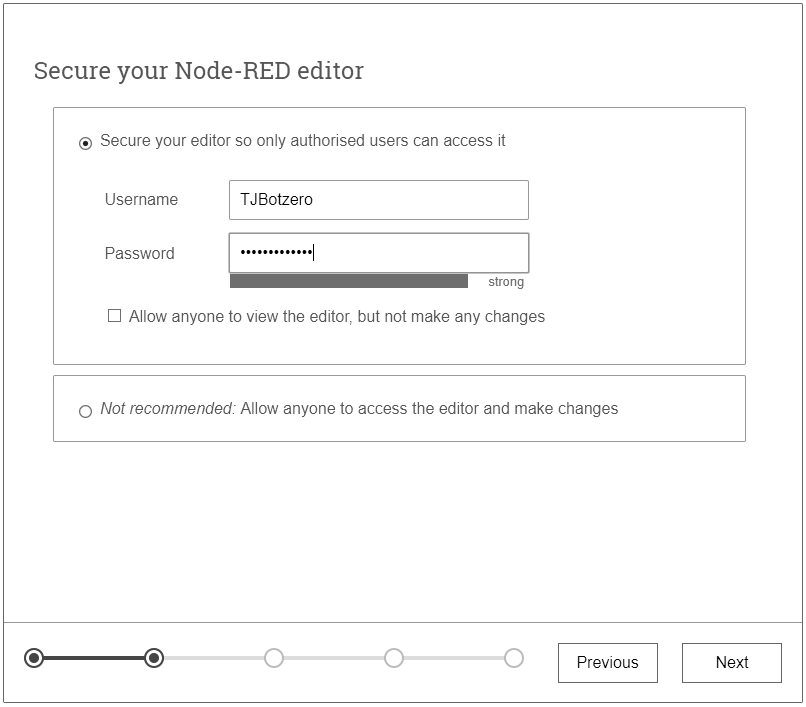 Secure your Node-RED editor
Secure your editor so only authorised users can access it
Username TJBotzero
Password •••••••••••••
strong
Allow anyone to view the editor, but not make any changes
Not recommended: Allow anyone to access the editor and make changes
Previous Next